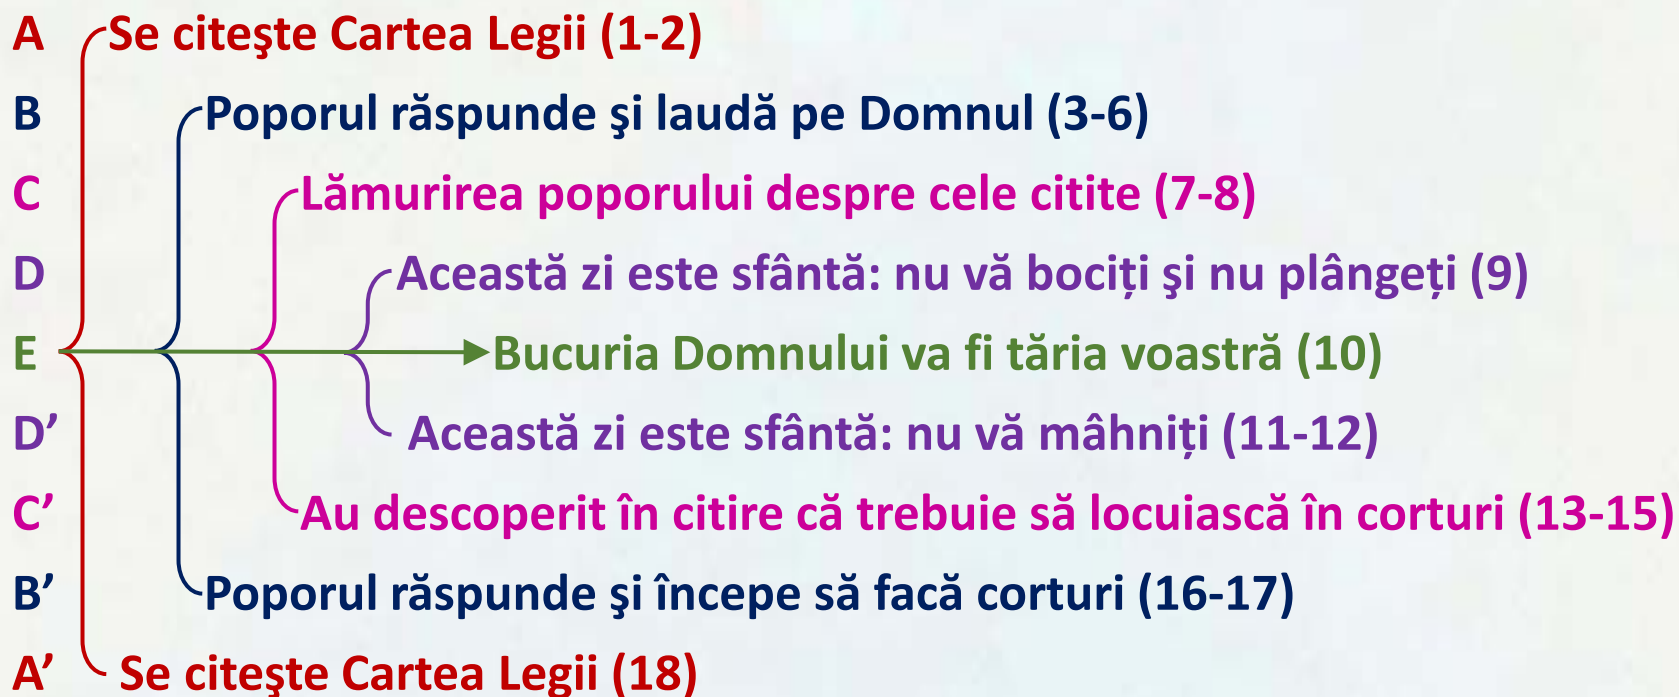 A Se citeşte Cartea Legii (1-2)
B Poporul răspunde şi laudă pe Domnul (3-6)
C Lămurirea poporului despre cele citite (7-8)
D Această zi este sfântă: nu vă bociți şi nu plângeți (9)
E Bucuria Domnului va fi tăria voastră (10)
D’ Această zi este sfântă: nu vă mâhniți (11-12)
C’ Au descoperit în citire că trebuie să locuiască în corturi (13-15)
B’ Poporul răspunde şi începe să facă corturi (16-17)
A’ Se citeşte Cartea Legii (18)